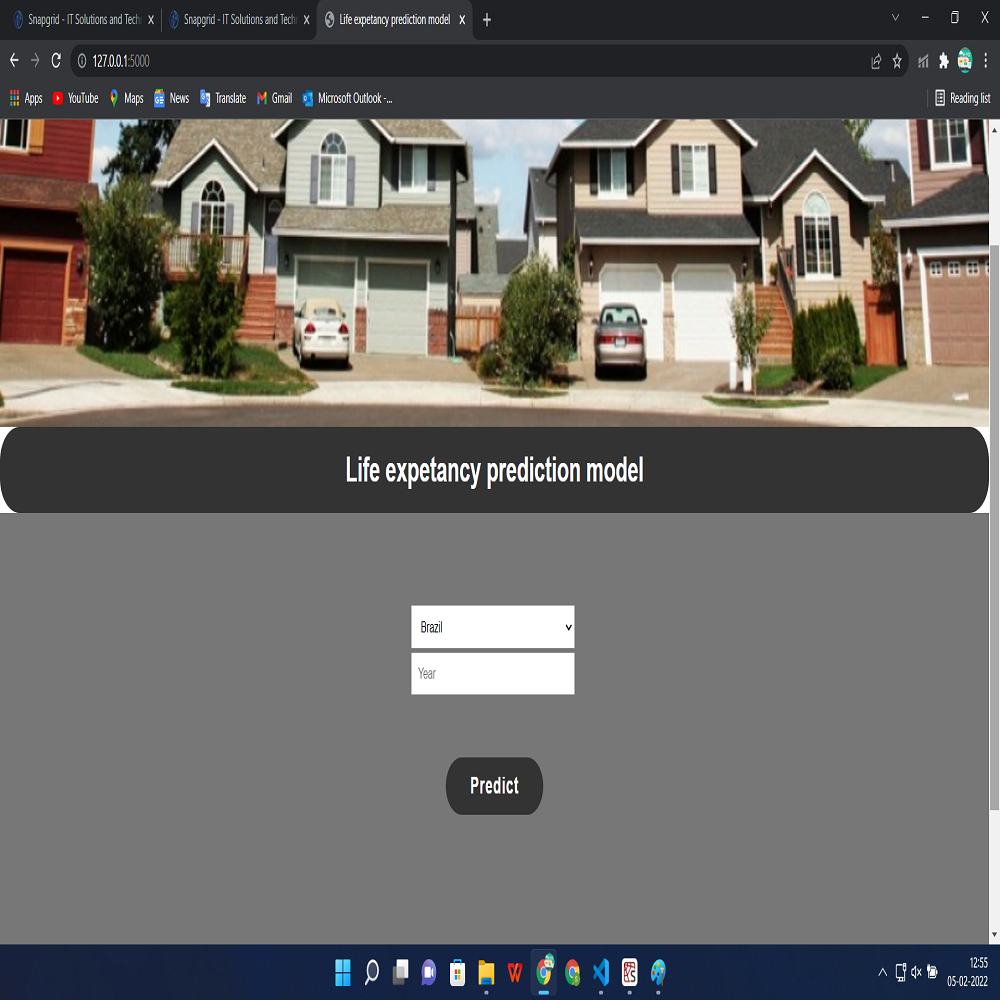 Snapgrid - IT Solutions and Tech
Snapgrid - IT Solutions and Tech
Life expetancy prediction model
127.0.0.1:5000
Apps
YouTube
Maps
News
Translate
Gmail
Microsoft Outlook -...
Reading list
Life expetancy prediction model
Brazil
Year
Predict
12:55
05-02-2022